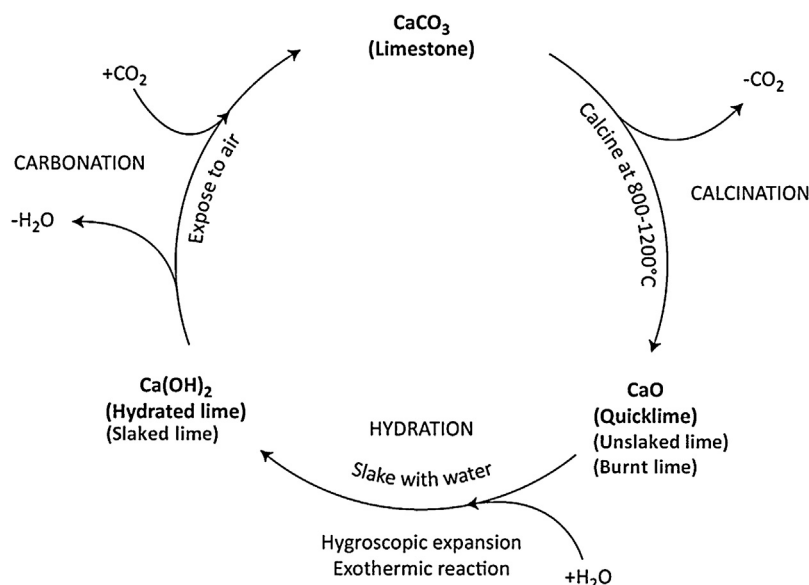 CaCO₃
(Limestone)
+CO₂
-CO₂
Calcine at 800-1200°C
CALCINATION
CARBONATION
Expose to air
-H₂O
Ca(OH)₂
(Hydrated lime)
(Slaked lime)
CaO
(Quicklime)
(Unslaked lime)
(Burnt lime)
HYDRATION
Slake with water
Hygroscopic expansion
Exothermic reaction
+H₂O